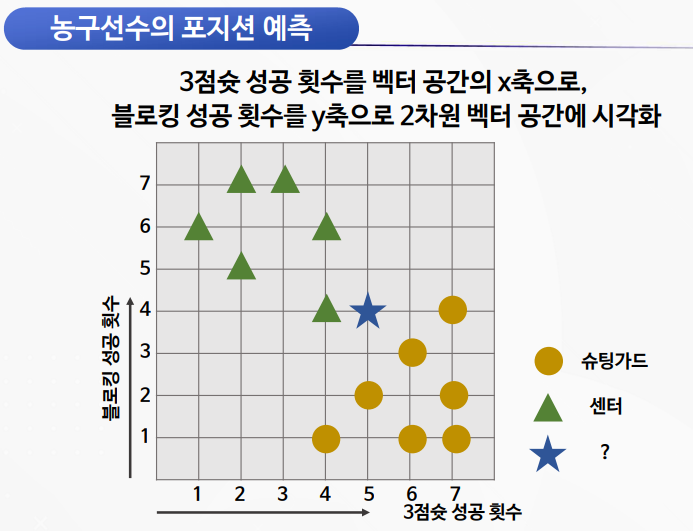 농구선수의 포지션 예측
3점슛 성공 횟수를 벡터 공간의 x축으로,
블로킹 성공 횟수를 y축으로 2차원 벡터 공간에 시각화
7
6
5
4
3
2
1
블로킹 성공 횟수
1 2 3 4 5 6 7
3점슛 성공 횟수
슈팅가드
센터
?